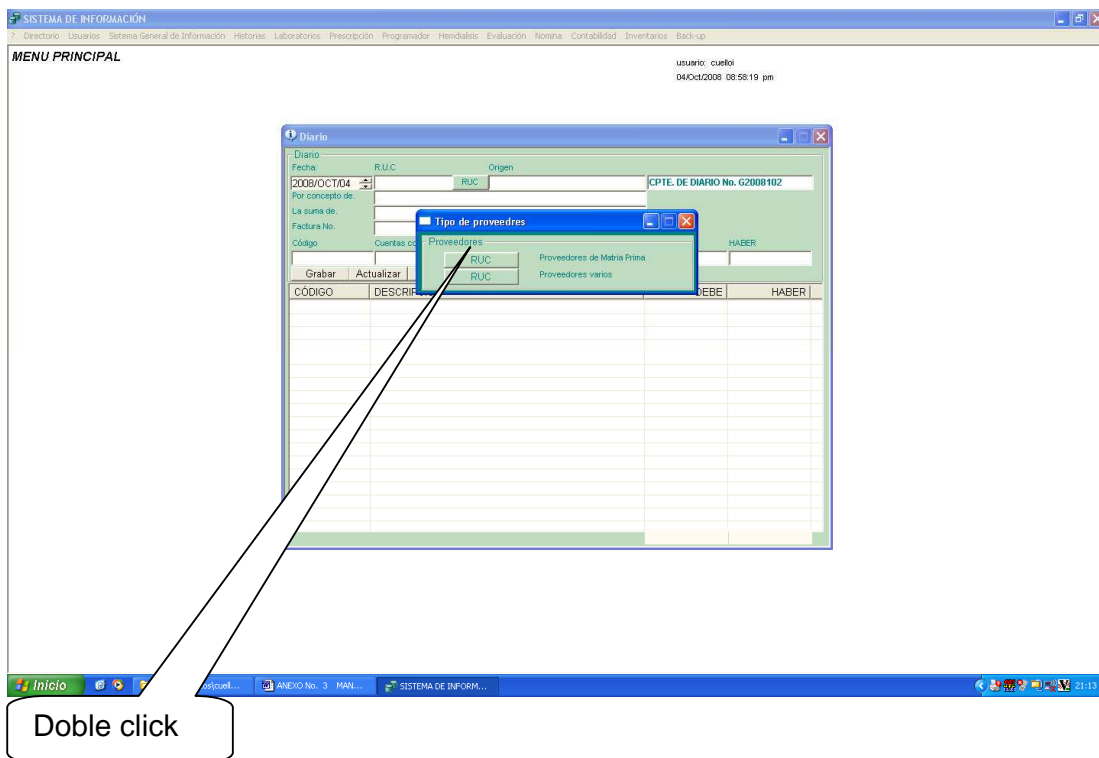 SISTEMA DE INFORMACIÓN
? Directorio Usuarios Sistema General de Información Historias Laboratorios Prescripción Programador Hemdialisis Evaluación Nomina Contabilidad Inventarios Back-up
MENU PRINCIPAL
usuario: cuelloi
04/Oct/2008 08:58:19 pm
Diario
Diario
Fecha: R.U.C Origen
2008/OCT/04 RUC CPTE. DE DIARIO No. G2008102
Por concepto de.
La suma de.
Factura No.
Tipo de proveedres
Código Cuentas co HABER
Proveedores
RUC Proveedores de Matria Prima
RUC Proveedores varios
Grabar Actualizar
CÓDIGO DESCRIP DEBE HABER
Inicio os\cuell... ANEXO No. 3 MAN... SISTEMA DE INFORM... 21:13
Doble click